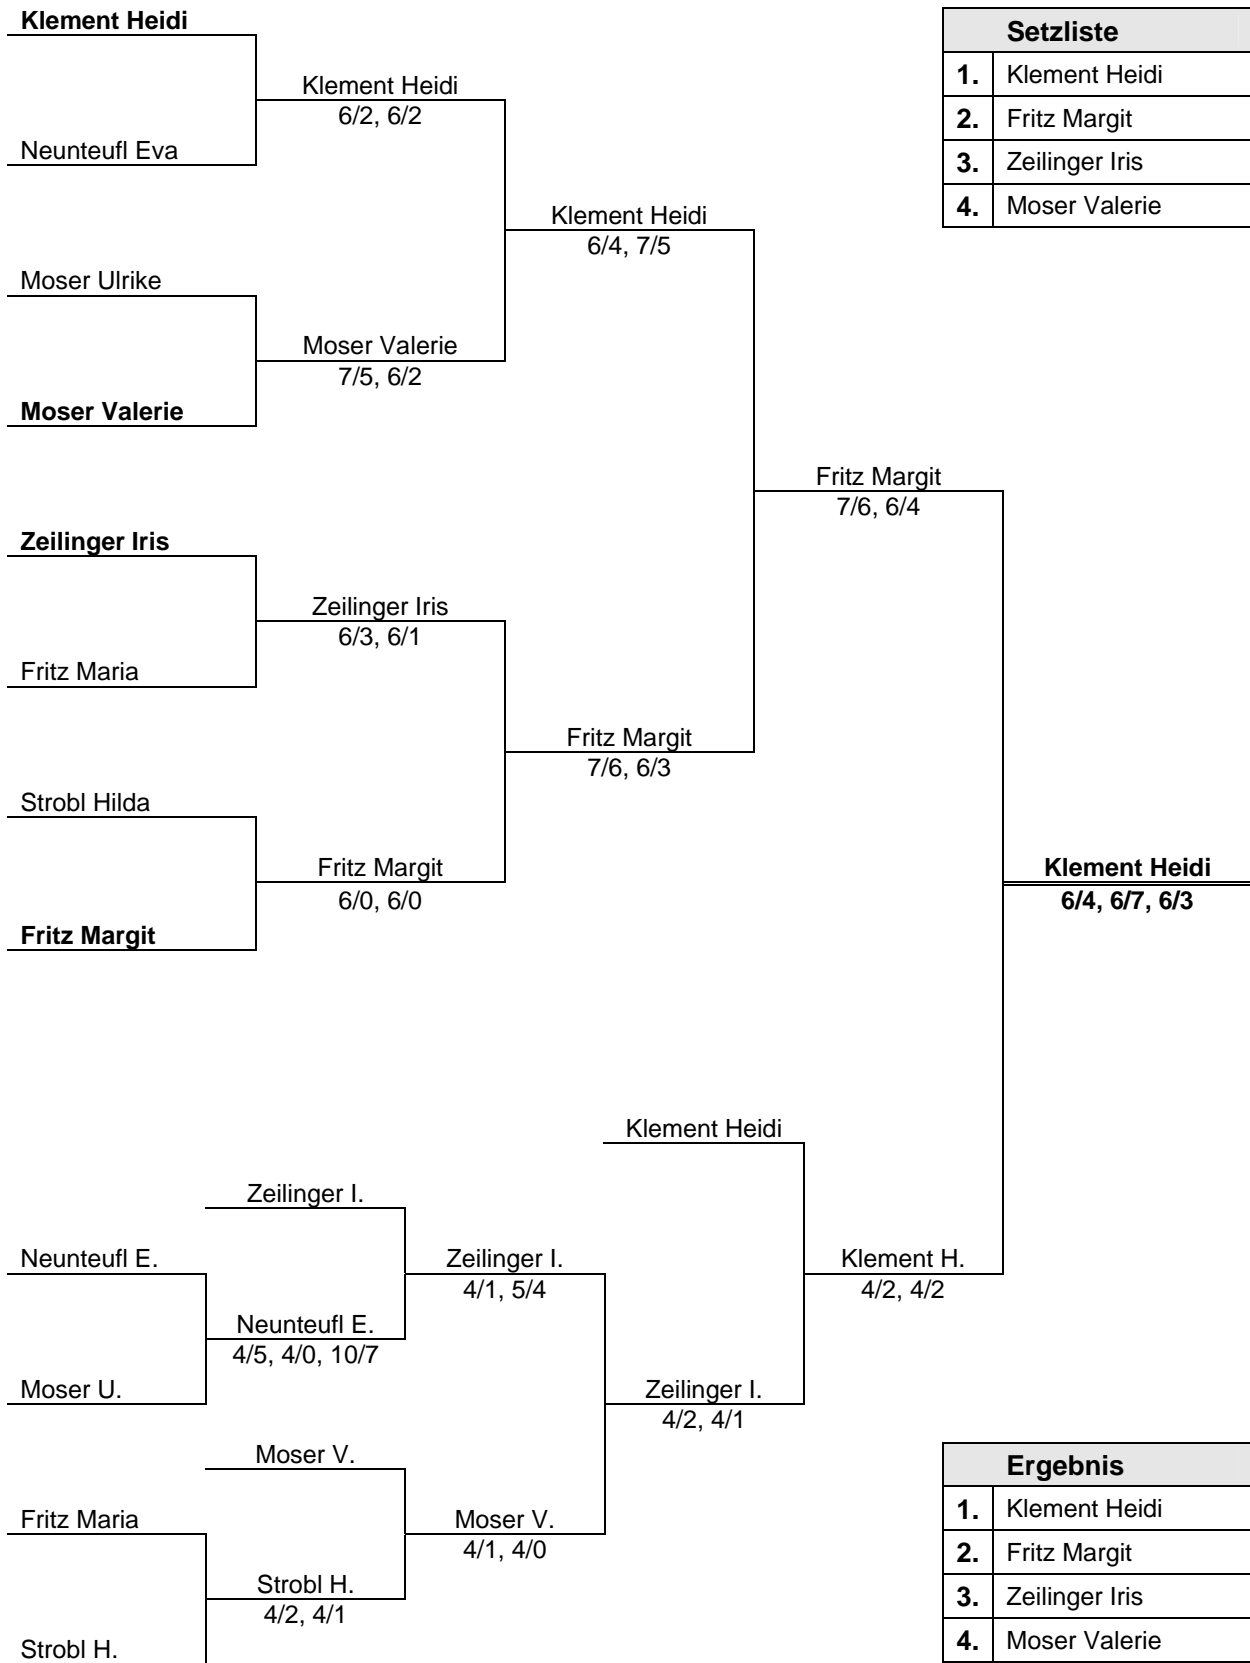 Klement Heidi
Setzliste
1. Klement Heidi
Klement Heidi
6/2, 6/2
2. Fritz Margit
Neunteufl Eva
3. Zeilinger Iris
4. Moser Valerie
Klement Heidi
6/4, 7/5
Moser Ulrike
Moser Valerie
7/5, 6/2
Moser Valerie
Fritz Margit
7/6, 6/4
Zeilinger Iris
Zeilinger Iris
6/3, 6/1
Fritz Maria
Fritz Margit
7/6, 6/3
Strobl Hilda
Fritz Margit
6/0, 6/0
Klement Heidi
6/4, 6/7, 6/3
Fritz Margit
Klement Heidi
Zeilinger I.
Neunteufl E.
Zeilinger I.
4/1, 5/4
Klement H.
4/2, 4/2
Neunteufl E.
4/5, 4/0, 10/7
Moser U.
Zeilinger I.
4/2, 4/1
Moser V.
Ergebnis
1. Klement Heidi
Fritz Maria
Moser V.
4/1, 4/0
2. Fritz Margit
Strobl H.
4/2, 4/1
3. Zeilinger Iris
Strobl H.
4. Moser Valerie